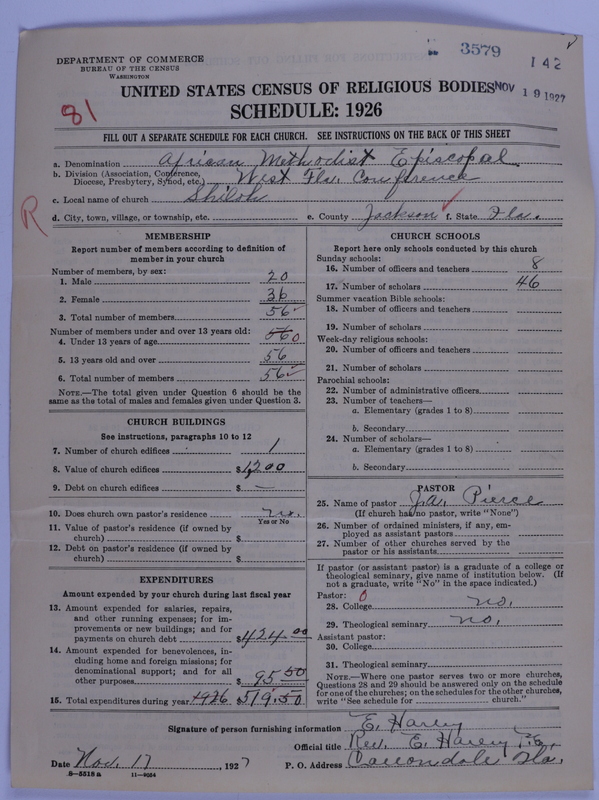 3579
142
DEPARTMENT OF COMMERCE
BUREAU OF THE CENSUS
WASHINGTON
UNITED STATES CENSUS OF RELIGIOUS BODIES
NOV 19 1927
81
SCHEDULE: 1926
FILL OUT A SEPARATE SCHEDULE FOR EACH CHURCH. SEE INSTRUCTIONS ON THE BACK OF THIS SHEET
a. Denomination African Methodist Episcopal
b. Division (Association, Conference, Diocese, Presbytery, Synod, etc.) West Fla. Conference
c. Local name of church Shiloh
R
d. City, town, village, or township, etc. e. County Jackson f. State Fla.
MEMBERSHIP
Report number of members according to definition of
member in your church
Number of members, by sex:
1. Male 20
2. Female 36
3. Total number of members 56
Number of members under and over 13 years old:
4. Under 13 years of age 56 0
5. 13 years old and over 56
6. Total number of members 56
NOTE.—The total given under Question 6 should be the
same as the total of males and females given under Question 3.
CHURCH BUILDINGS
See instructions, paragraphs 10 to 12
7. Number of church edifices 1
8. Value of church edifices $1200
9. Debt on church edifices $ —
10. Does church own pastor's residence no.
Yes or No
11. Value of pastor's residence (if owned by
church) $
12. Debt on pastor's residence (if owned by
church) $
EXPENDITURES
Amount expended by your church during last fiscal year
13. Amount expended for salaries, repairs,
and other running expenses; for im-
provements or new buildings; and for
payments on church debt $424.00
14. Amount expended for benevolences, in-
cluding home and foreign missions; for
denominational support; and for all
other purposes $95.50
15. Total expenditures during year 1926 $519.50
CHURCH SCHOOLS
Report here only schools conducted by this church
Sunday schools:
16. Number of officers and teachers 8
17. Number of scholars 46
Summer vacation Bible schools:
18. Number of officers and teachers
19. Number of scholars
Week-day religious schools:
20. Number of officers and teachers
21. Number of scholars
Parochial schools:
22. Number of administrative officers
23. Number of teachers—
a. Elementary (grades 1 to 8)
b. Secondary
24. Number of scholars—
a. Elementary (grades 1 to 8)
b. Secondary
PASTOR
25. Name of pastor J.A. Pierce
(If church has no pastor, write "None")
26. Number of ordained ministers, if any, em-
ployed as assistant pastors
27. Number of other churches served by the
pastor or his assistants
If pastor (or assistant pastor) is a graduate of a college or
theological seminary, give name of institution below. (If
not a graduate, write "No" in the space indicated.)
Pastor: 0
28. College no.
29. Theological seminary no.
Assistant pastor:
30. College
31. Theological seminary
NOTE.—Where one pastor serves two or more churches,
Questions 28 and 29 should be answered only on the schedule
for one of the churches; on the schedules for the other churches,
write "See schedule for church."
Signature of person furnishing information E. Harley
Official title Rev. E. Harley P.E.
Date Nov. 17, 1927 P. O. Address Fla.
8—5518 a 11—9054